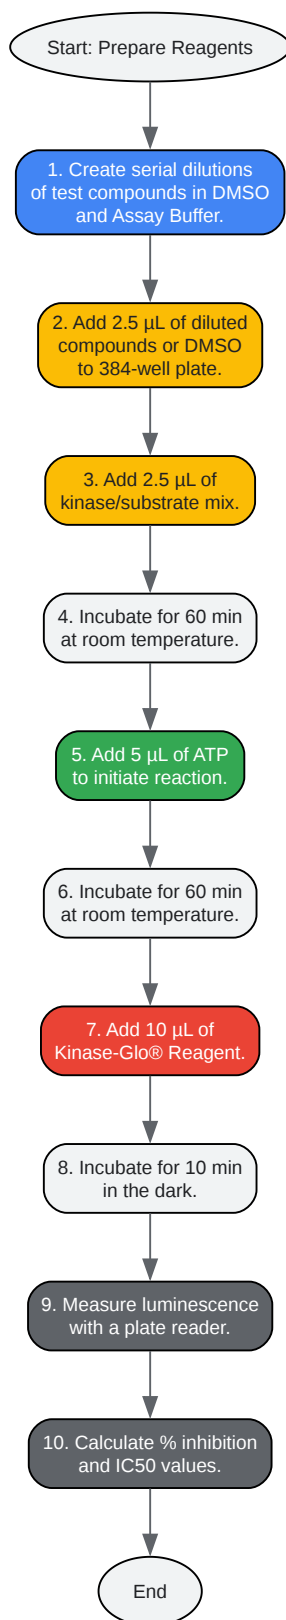 Start: Prepare Reagents
1. Create serial dilutions
of test compounds in DMSO
and Assay Buffer.
2. Add 2.5 µL of diluted
compounds or DMSO
to 384-well plate.
3. Add 2.5 µL of
kinase/substrate mix.
4. Incubate for 60 min
at room temperature.
5. Add 5 µL of ATP
to initiate reaction.
6. Incubate for 60 min
at room temperature.
7. Add 10 µL of
Kinase-Glo® Reagent.
8. Incubate for 10 min
in the dark.
9. Measure luminescence
with a plate reader.
10. Calculate % inhibition
and IC50 values.
End